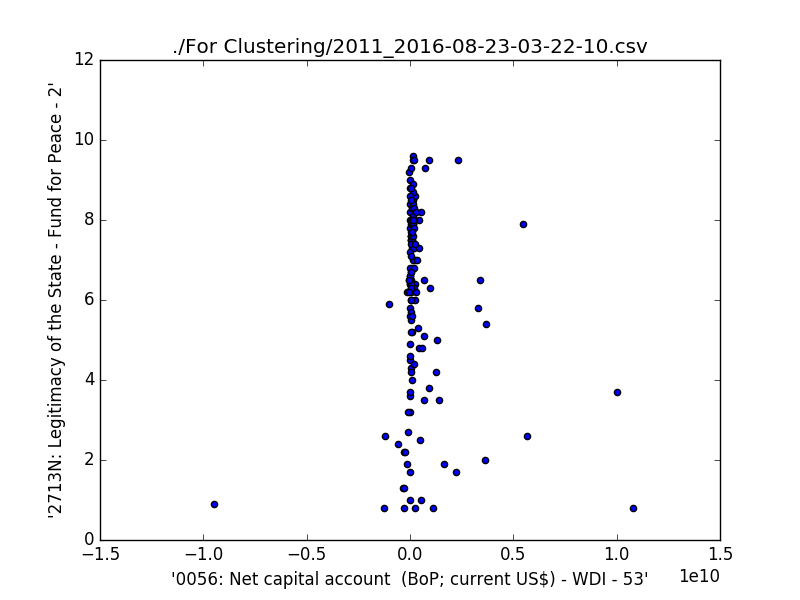 ./For Clustering/2011_2016-08-23-03-22-10.csv
12
10
8
6
4
2
0
'2713N: Legitimacy of the State - Fund for Peace - 2'
−1.5 −1.0 −0.5 0.0 0.5 1.0 1.5
1e10
'0056: Net capital account  (BoP; current US$) - WDI - 53'